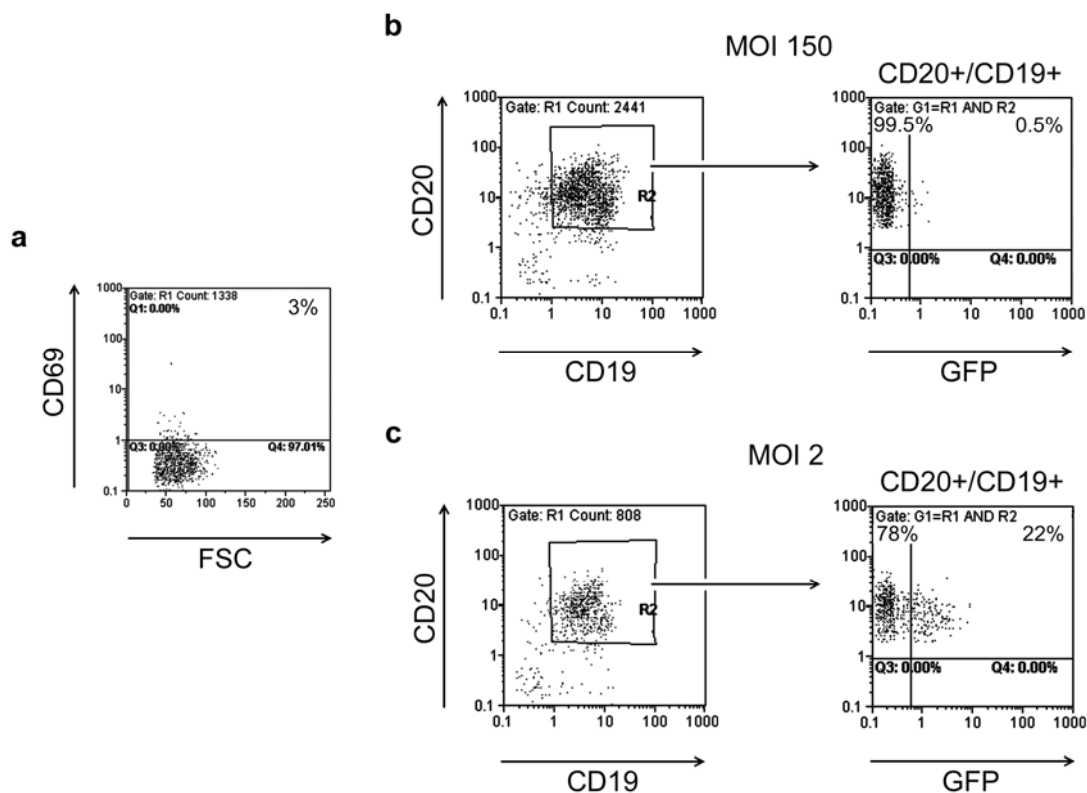 a
Gate: R1 Count: 1338
Q1: 0.00%
3%
1000
100
10
1
0.1
Q3: 0.00%
Q4: 97.01%
0
50
100
150
200
250
CD69
FSC
b
MOI 150
CD20+/CD19+
Gate: R1 Count: 2441
R2
1000
100
10
1
0.1
0.1
1
10
100
1000
CD20
CD19
Gate: G1=R1 AND R2
99.5%
0.5%
1000
100
10
1
0.1
Q3: 0.00%
Q4: 0.00%
0.1
1
10
100
1000
GFP
c
MOI 2
CD20+/CD19+
Gate: R1 Count: 808
R2
1000
100
10
1
0.1
0.1
1
10
100
1000
CD20
CD19
Gate: G1=R1 AND R2
78%
22%
1000
100
10
1
0.1
Q3: 0.00%
Q4: 0.00%
0.1
1
10
100
1000
GFP